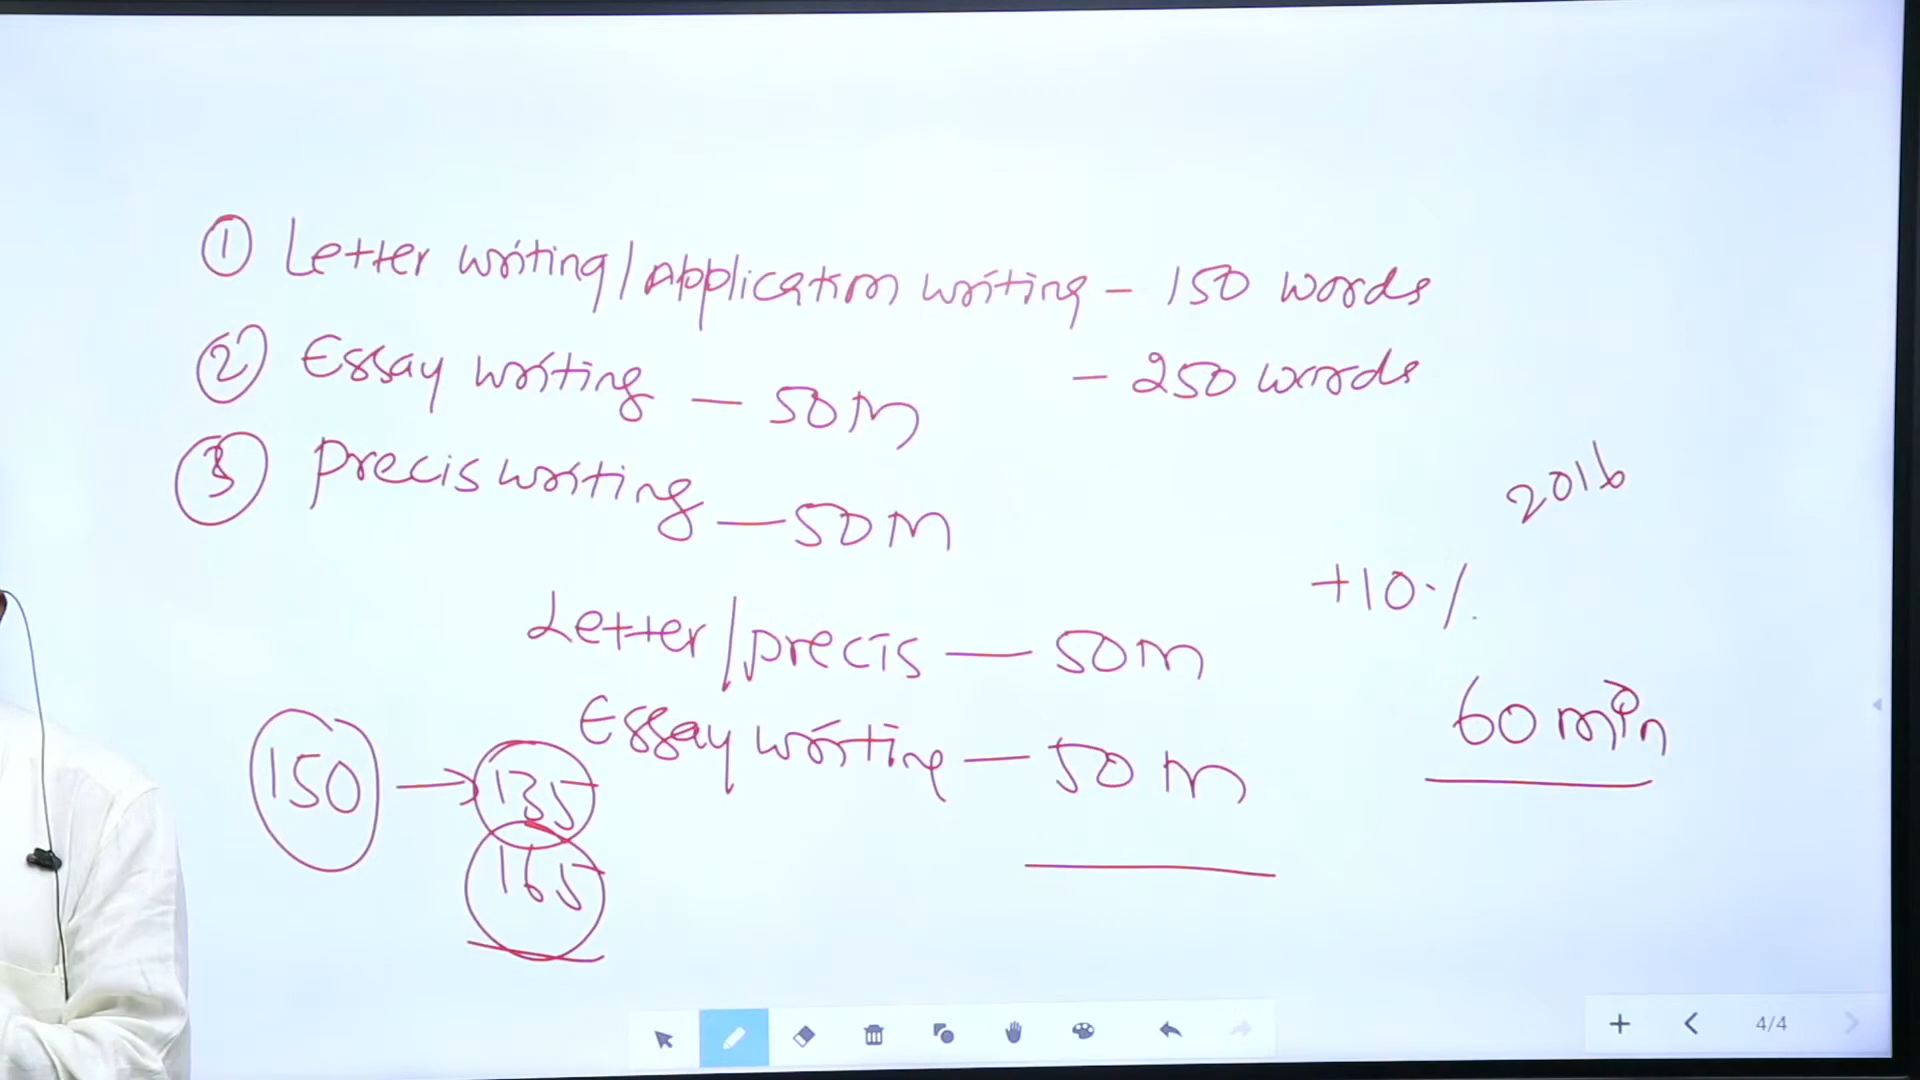 ① Letter writing/Application writing - 150 words
② Essay writing - 50M - 250 words
③ Precis writing - 50M
2016
+10%
Letter/precis - 50m
60 min
Essay writing - 50m
150 → 135
165
4/4